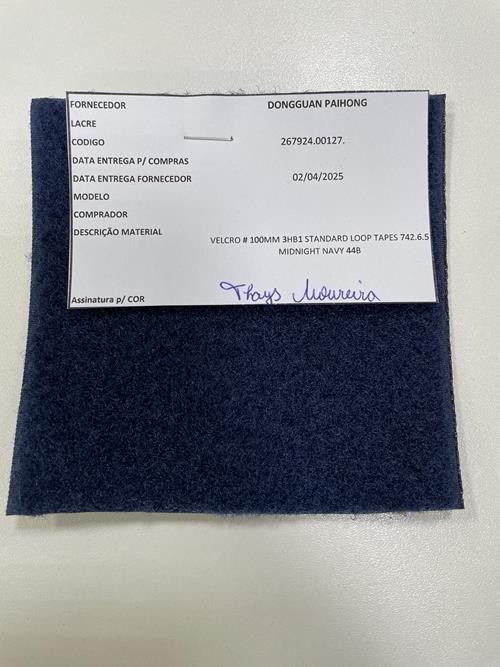 FORNECEDOR DONGGUAN PAIHONG
LACRE
CODIGO 267924.00127.
DATA ENTREGA P/ COMPRAS
DATA ENTREGA FORNECEDOR 02/04/2025
MODELO
COMPRADOR
DESCRIÇÃO MATERIAL
VELCRO # 100MM 3HB1 STANDARD LOOP TAPES 742.6.5
MIDNIGHT NAVY 44B
Assinatura p/ COR Thays Moureira